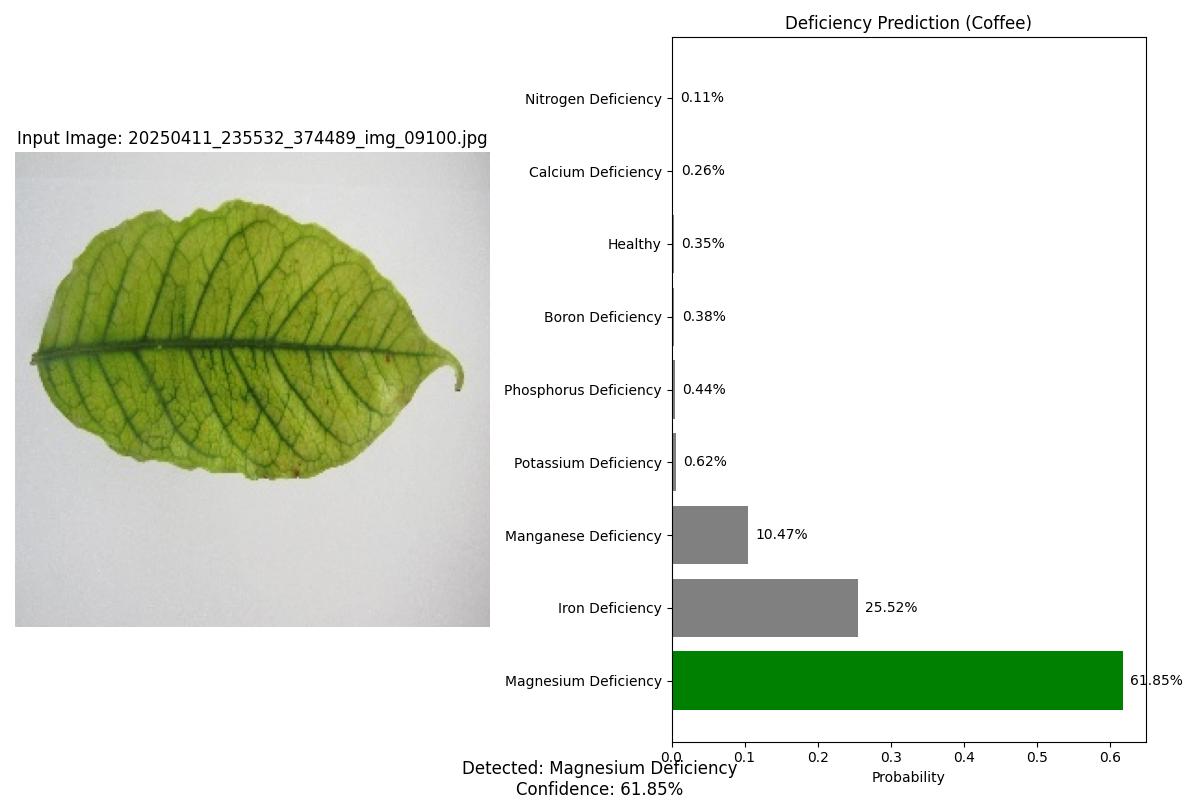 Deficiency Prediction (Coffee)
Input Image: 20250411_235532_374489_img_09100.jpg
Nitrogen Deficiency 0.11%
Calcium Deficiency 0.26%
Healthy 0.35%
Boron Deficiency 0.38%
Phosphorus Deficiency 0.44%
Potassium Deficiency 0.62%
Manganese Deficiency 10.47%
Iron Deficiency 25.52%
Magnesium Deficiency 61.85%
0.0 0.1 0.2 0.3 0.4 0.5 0.6
Probability
Detected: Magnesium Deficiency
Confidence: 61.85%